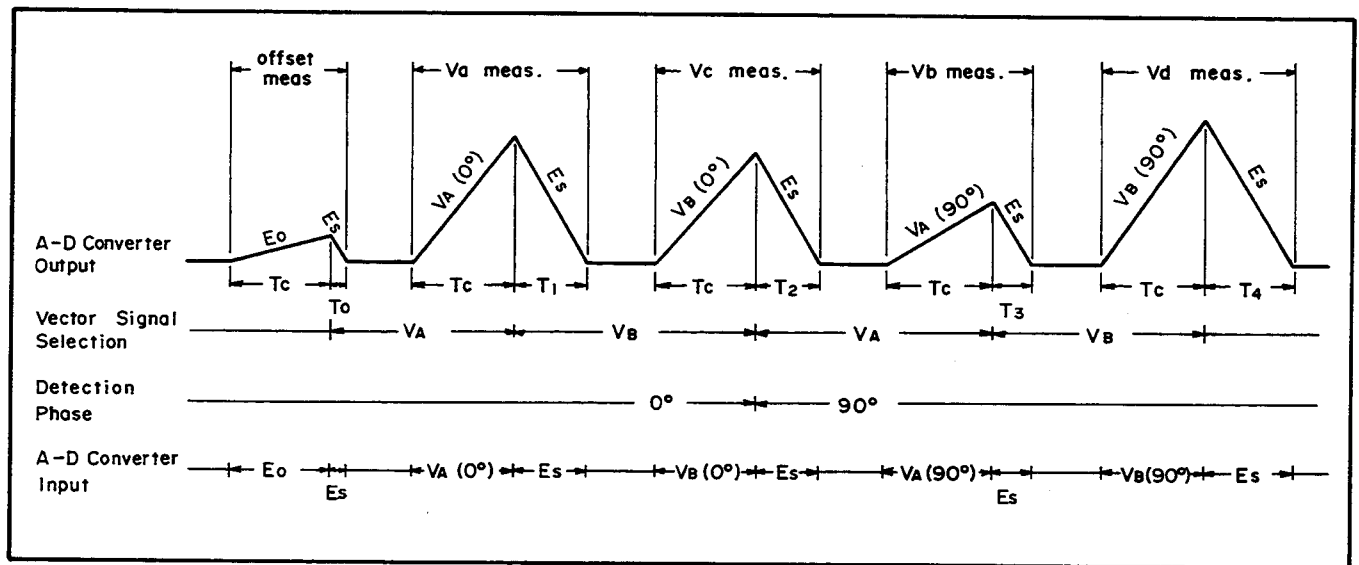 offset meas Va meas. Vc meas. Vb meas. Vd meas.
Eo Es VA (0°) Es VB (0°) Es VA (90°) Es VB (90°) Es
A-D Converter Output
Tc To Tc T1 Tc T2 Tc T3 Tc T4
Vector Signal Selection VA VB VA VB
Detection Phase 0° 90°
A-D Converter Input Eo Es VA (0°) Es VB (0°) Es VA (90°) Es VB (90°) Es